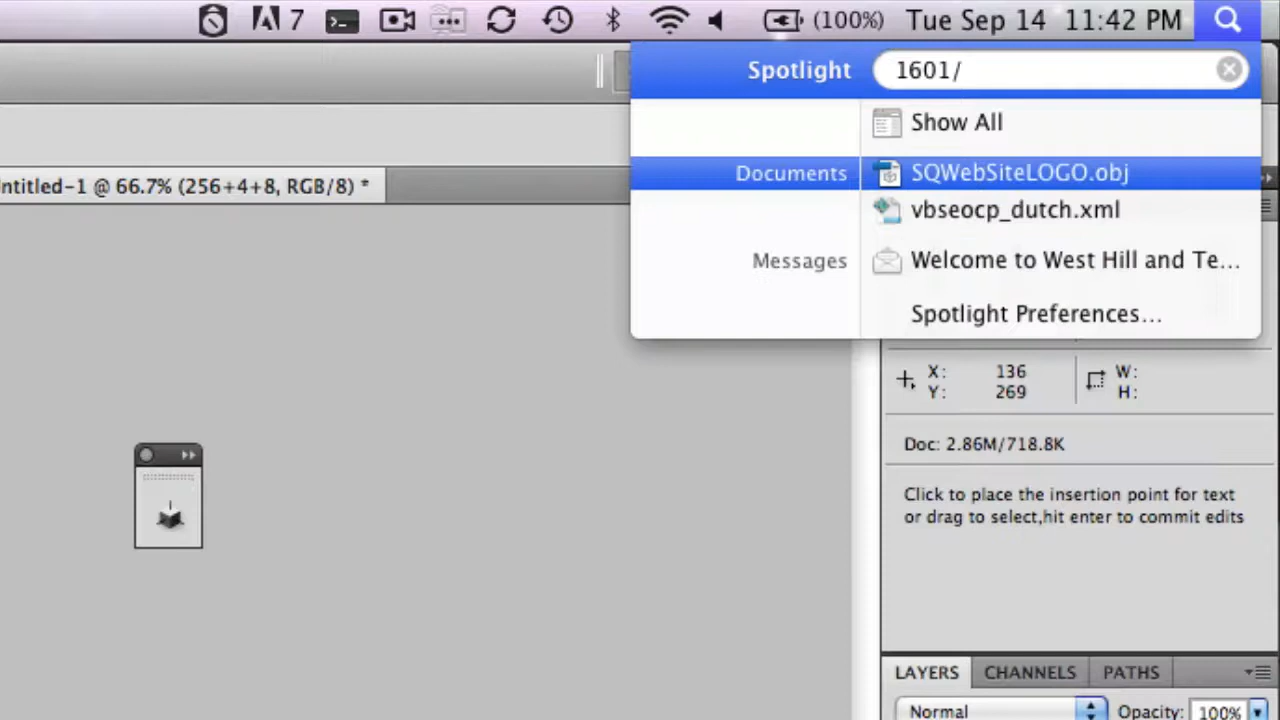 7 (100%) Tue Sep 14 11:42 PM
Spotlight 1601/
Show All
Documents SQWebSiteLOGO.obj
vbseocp_dutch.xml
Messages Welcome to West Hill and Te...
Spotlight Preferences...
ntitled-1 @ 66.7% (256+4+8, RGB/8) *
X: 136 W:
Y: 269 H:
Doc: 2.86M/718.8K
Click to place the insertion point for text
or drag to select,hit enter to commit edits
LAYERS CHANNELS PATHS
Normal Opacity: 100%